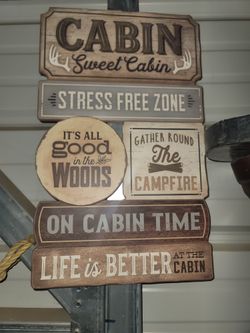 CABIN
Sweet Cabin
STRESS FREE ZONE
IT'S ALL
good
in the
WOODS
GATHER ROUND
The
CAMPFIRE
ON CABIN TIME
LIFE is BETTER AT THE CABIN